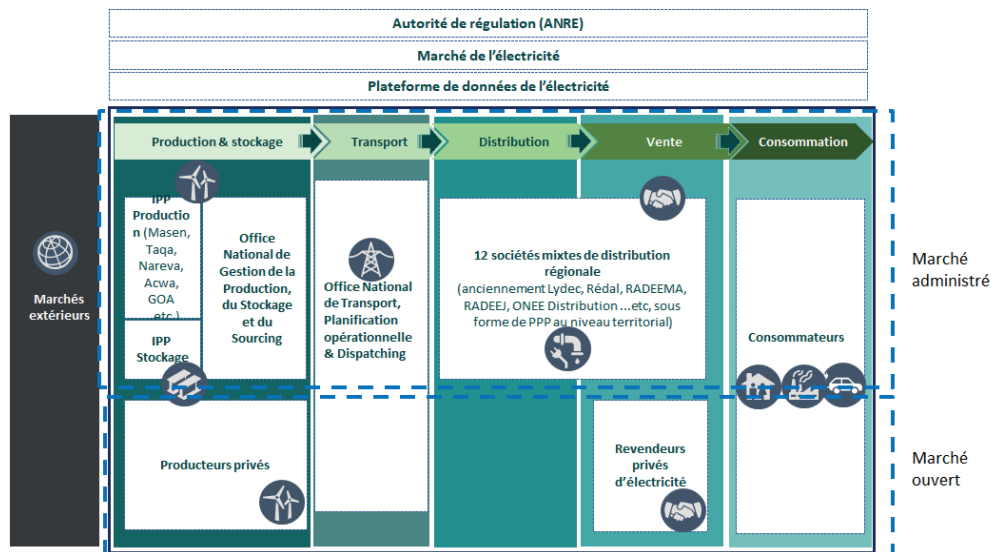 Autorité de régulation (ANRE)
Marché de l'électricité
Plateforme de données de l'électricité
Production & stockage
Transport
Distribution
Vente
Consommation
Marchés
extérieurs
IPP
Productio
n (Masen,
Taqa,
Nareva,
Acwa,
GOA
etc.)
IPP
Stockage
Office
National de
Gestion de la
Production,
du Stockage
et du
Sourcing
Office National
de Transport,
Planification
opérationnelle
& Dispatching
12 sociétés mixtes de distribution
régionale
(anciennement Lydec, Rédal, RADEEMA,
RADEEJ, ONEE Distribution ...etc, sous
forme de PPP au niveau territorial)
Consommateurs
Marché
administré
Producteurs privés
Revendeurs
privés
d'électricité
Marché
ouvert